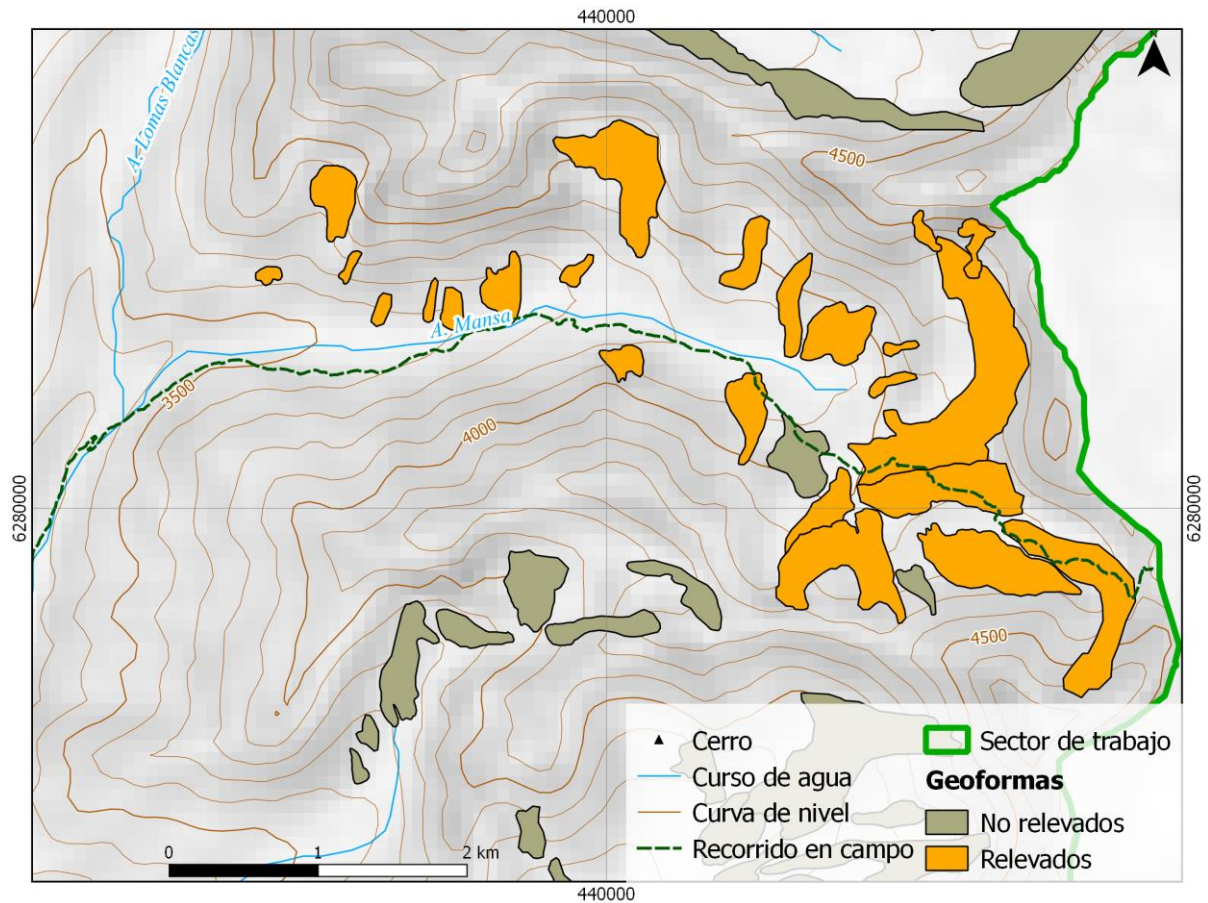 440000
A. Lomas Blancas
4500
A. Mansa
3500
4000
6280000
6280000
4500
Cerro
Curso de agua
Curva de nivel
Recorrido en campo
Sector de trabajo
Geoformas
No relevados
Relevados
0 1 2 km
440000